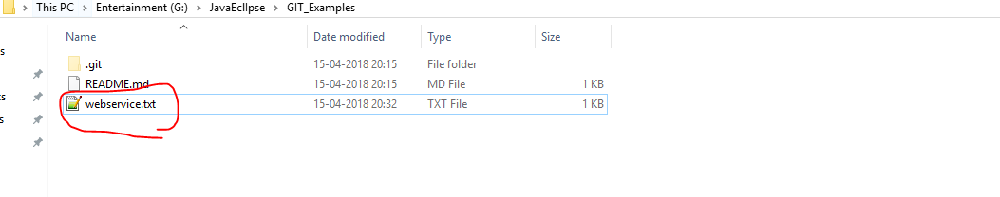 This PC > Entertainment (G:) > JavaEclIpse > GIT_Examples
Name Date modified Type Size
s
.git 15-04-2018 20:15 File folder
README.md 15-04-2018 20:15 MD File 1 KB
ts webservice.txt 15-04-2018 20:32 TXT File 1 KB
s